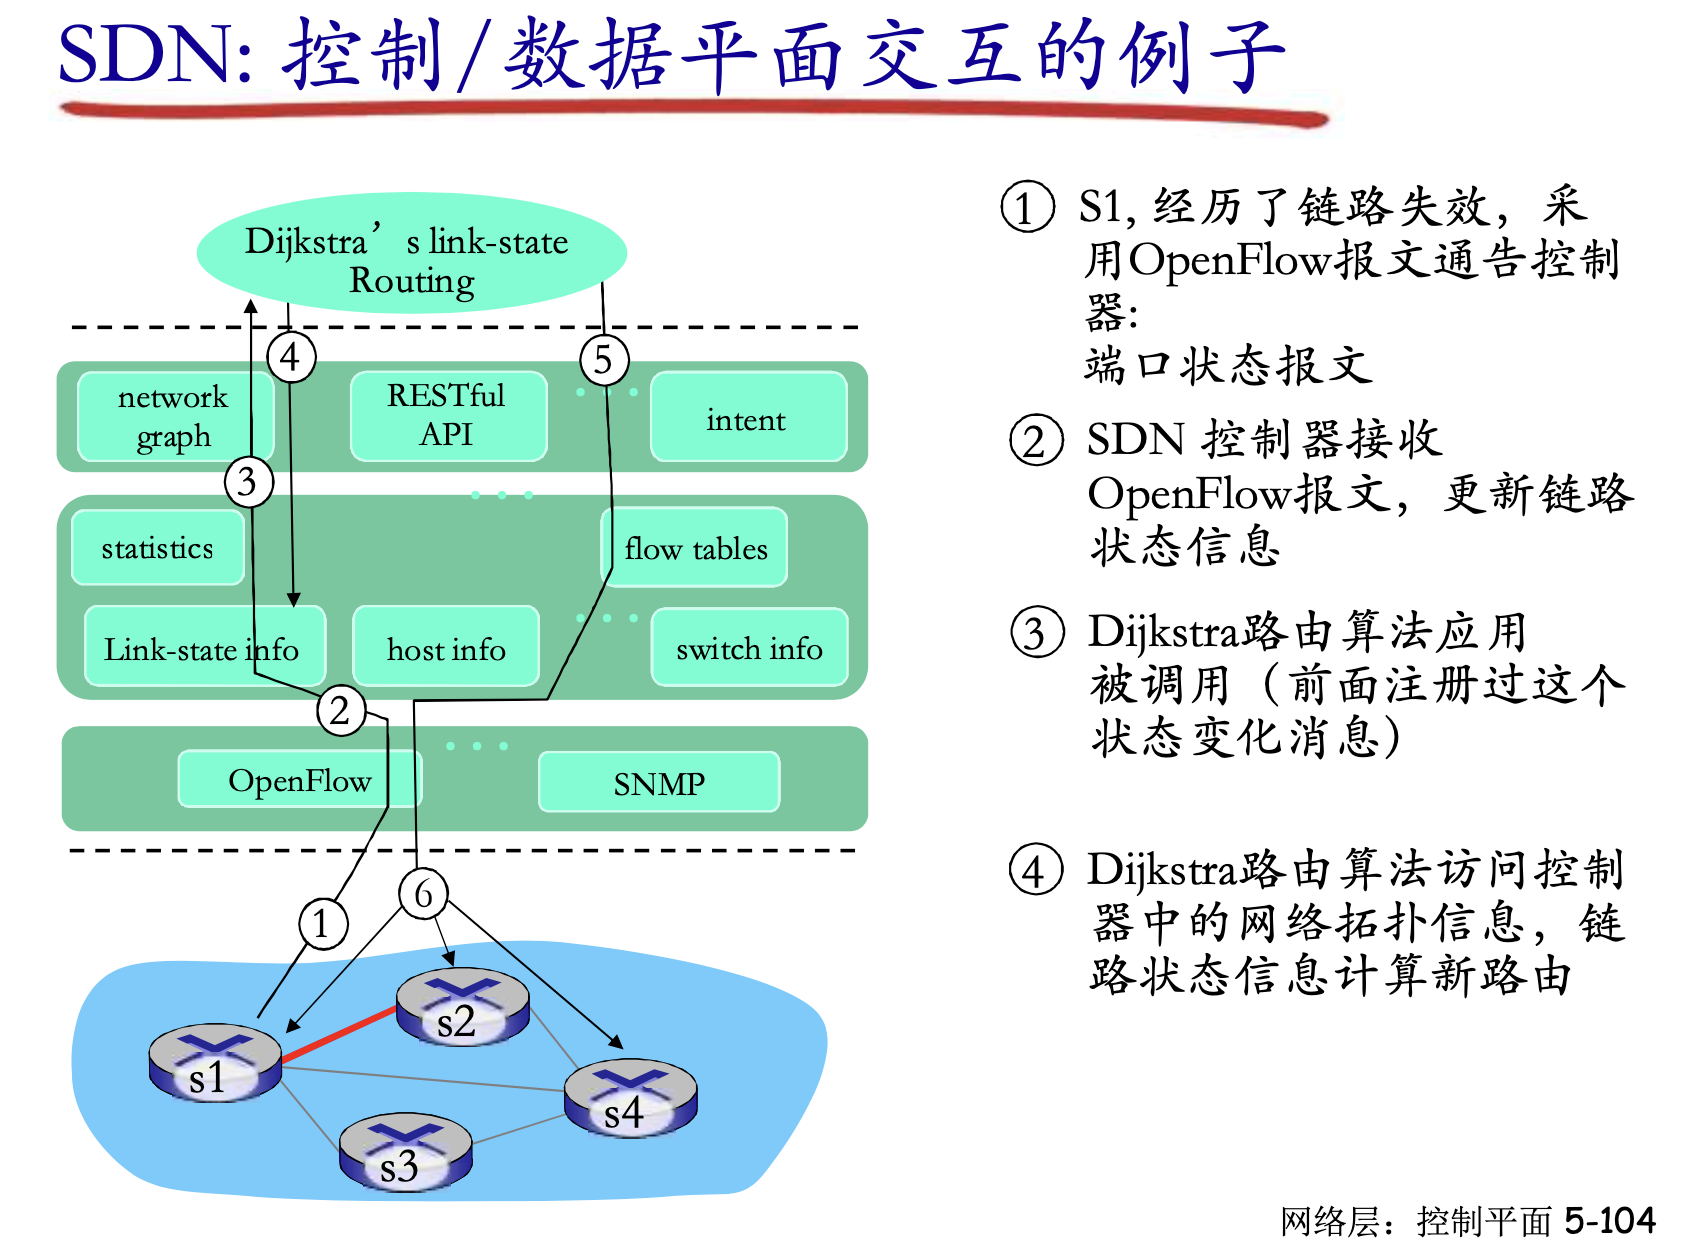 SDN: 控制/数据平面交互的例子
Dijkstra’s link-state
Routing
4
5
network
graph
RESTful
API
intent
3
statistics
flow tables
Link-state info
host info
switch info
2
OpenFlow
SNMP
6
1
s2
s1
s4
s3
① S1, 经历了链路失效，采
用OpenFlow报文通告控制
器:
端口状态报文
② SDN 控制器接收
OpenFlow报文，更新链路
状态信息
③ Dijkstra路由算法应用
被调用（前面注册过这个
状态变化消息）
④ Dijkstra路由算法访问控制
器中的网络拓扑信息，链
路状态信息计算新路由
网络层：控制平面 5-104